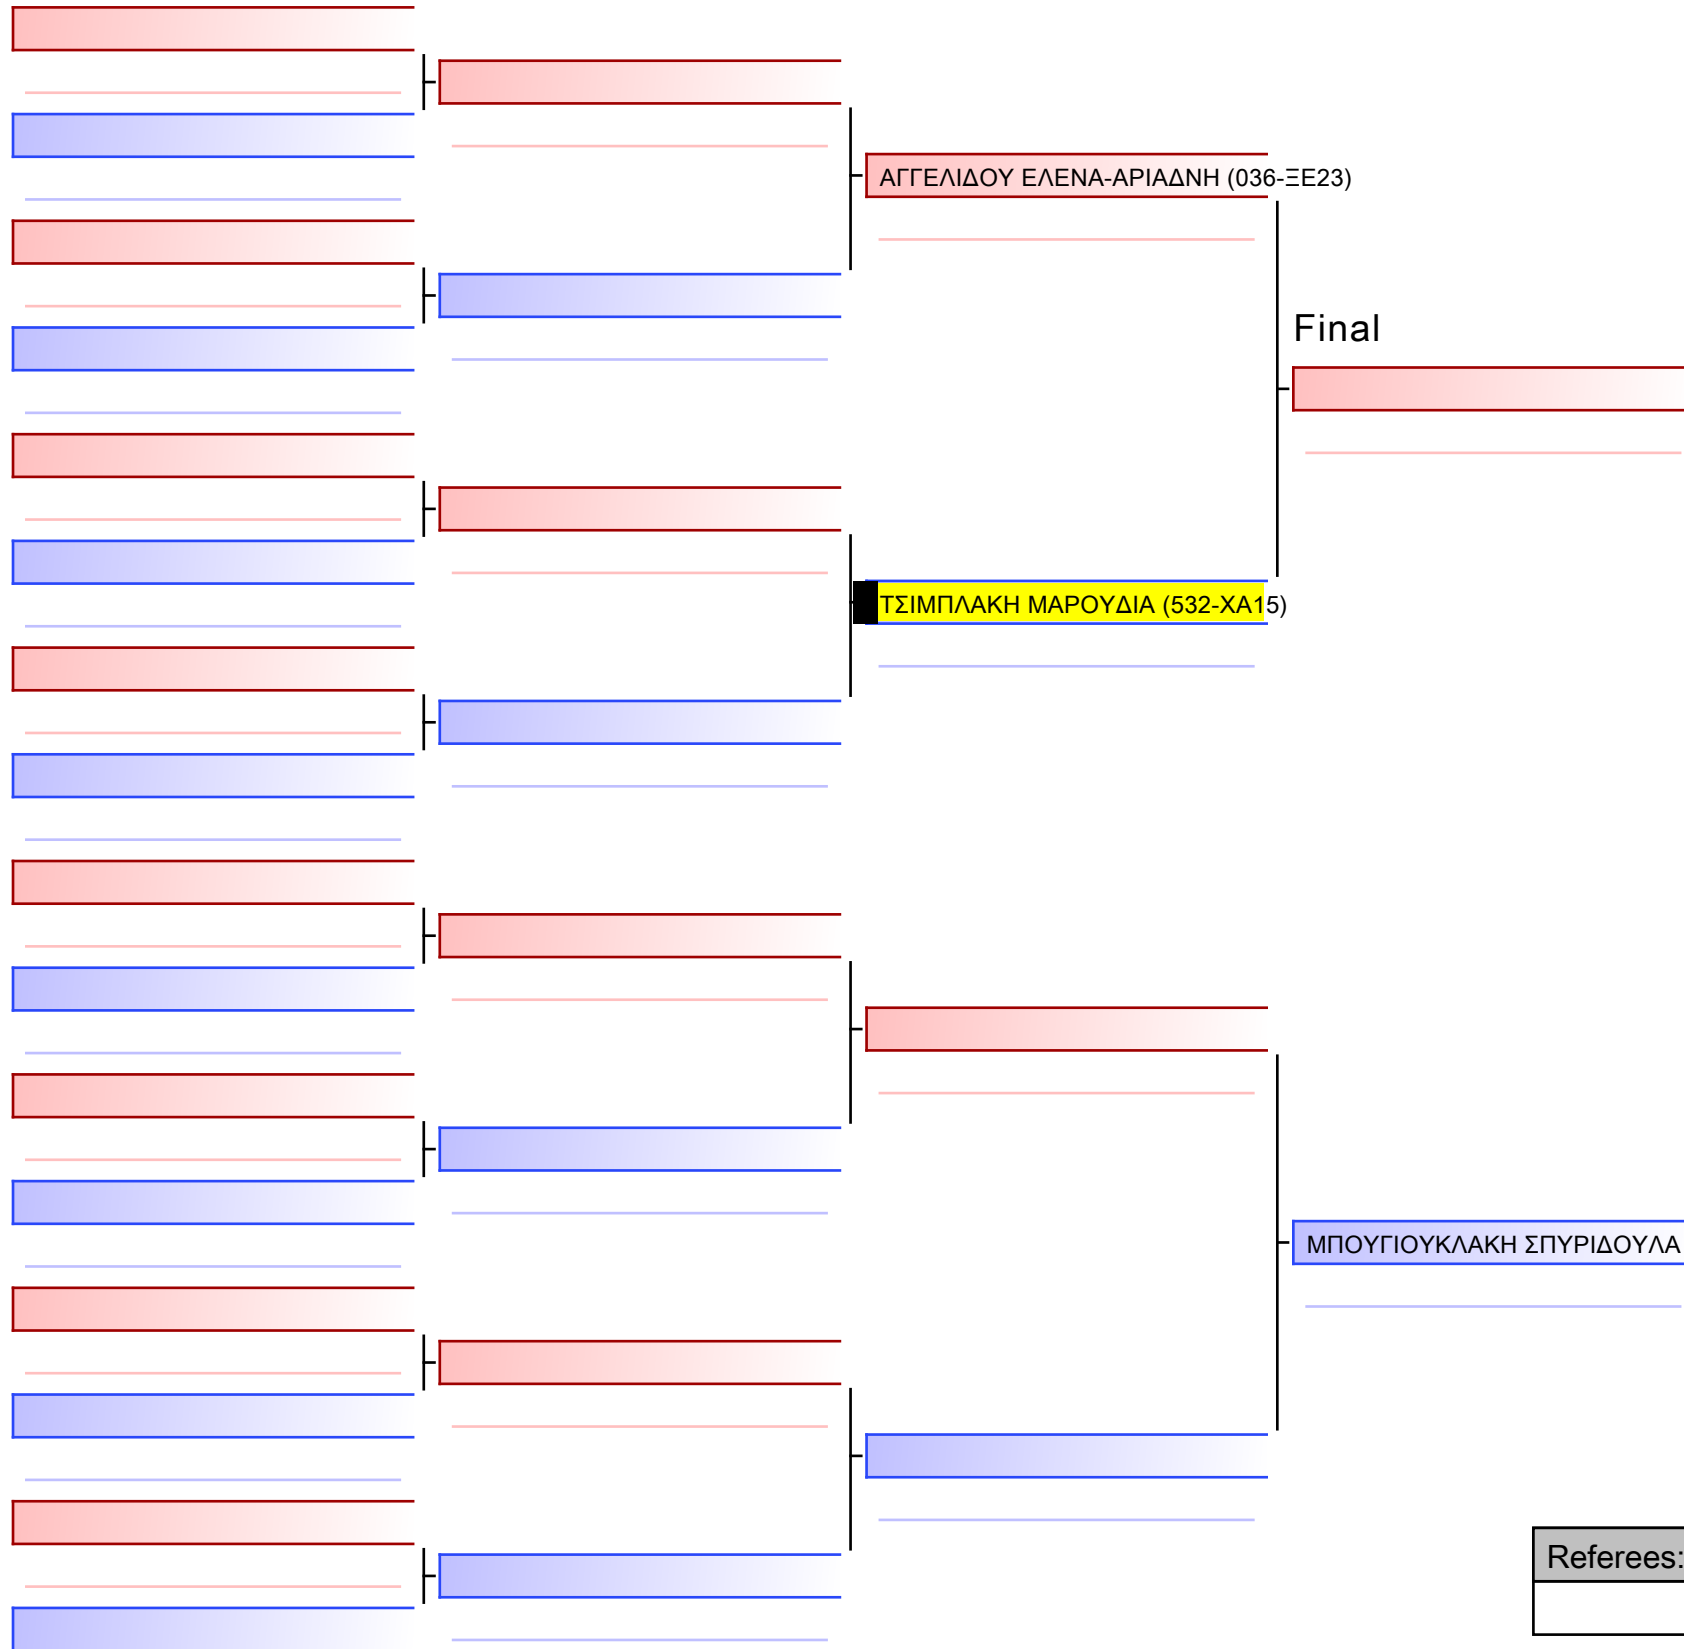 ΑΓΓΕΛΙΔΟΥ ΕΛΕΝΑ-ΑΡΙΑΔΝΗ (036-ΞΕ23)
Final
ΤΣΙΜΠΛΑΚΗ ΜΑΡΟΥΔΙΑ (532-ΧΑ15)
ΜΠΟΥΓΙΟΥΚΛΑΚΗ ΣΠΥΡΙΔΟΥΛΑ
Referees: